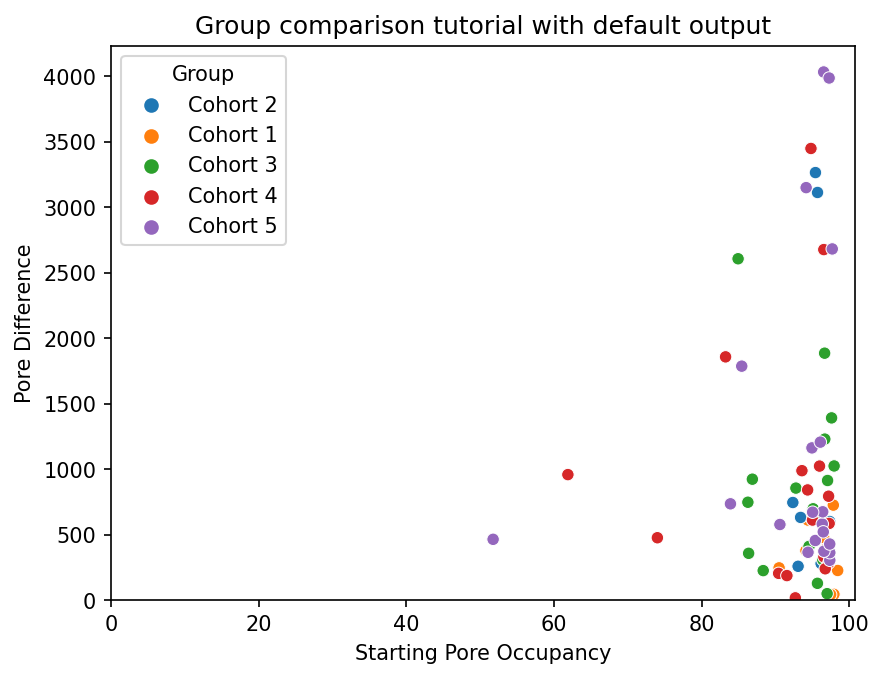 Group comparison tutorial with default output
Group
Cohort 2
Cohort 1
Cohort 3
Cohort 4
Cohort 5
Pore Difference
4000
3500
3000
2500
2000
1500
1000
500
0
0 20 40 60 80 100
Starting Pore Occupancy